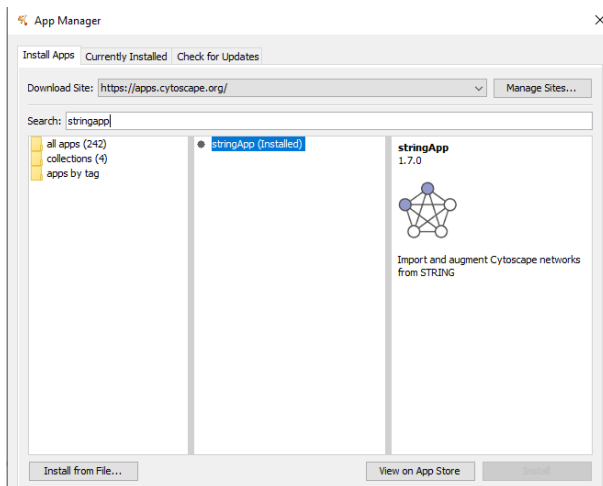 App Manager
Install Apps
Currently Installed
Check for Updates
Download Site:
https://apps.cytoscape.org/
Manage Sites...
Search:
stringapp
all apps (242)
collections (4)
apps by tag
stringApp (Installed)
stringApp
1.7.0
Import and augment Cytoscape networks
from STRING
Install from File...
View on App Store
Install